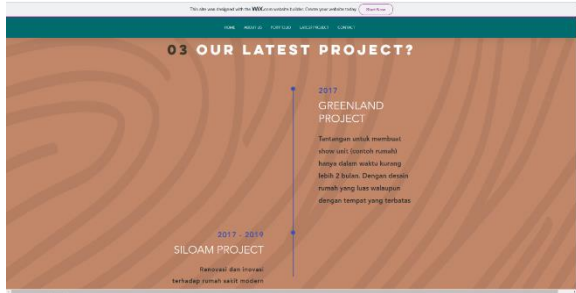 This site was designed with the WIX.com website builder. Create your website today. Start Now
HOME ABOUT US PORTFOLIO LATEST PROJECT CONTACT
03 OUR LATEST PROJECT?
2017
GREENLAND
PROJECT
Tantangan untuk membuat
show unit (contoh rumah)
hanya dalam waktu kurang
lebih 2 bulan. Dengan desain
rumah yang luas walaupun
dengan tempat yang terbatas
2017 - 2019
SILOAM PROJECT
Renovasi dan inovasi
terhadap rumah sakit modern